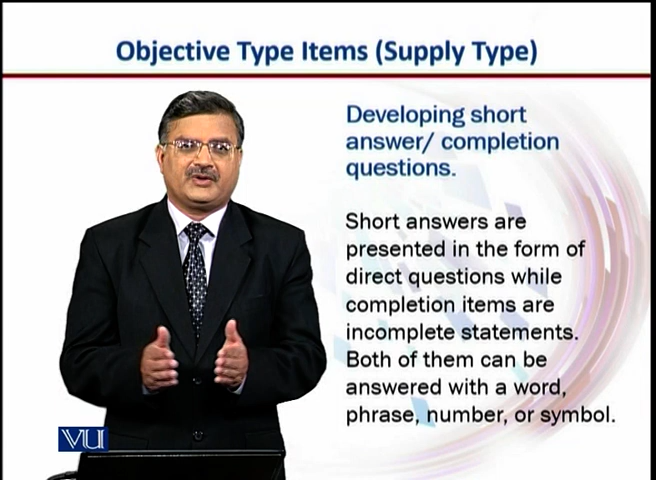 Objective Type Items (Supply Type)
Developing short
answer/ completion
questions.
Short answers are
presented in the form of
direct questions while
completion items are
incomplete statements.
Both of them can be
answered with a word,
phrase, number, or symbol.
VU